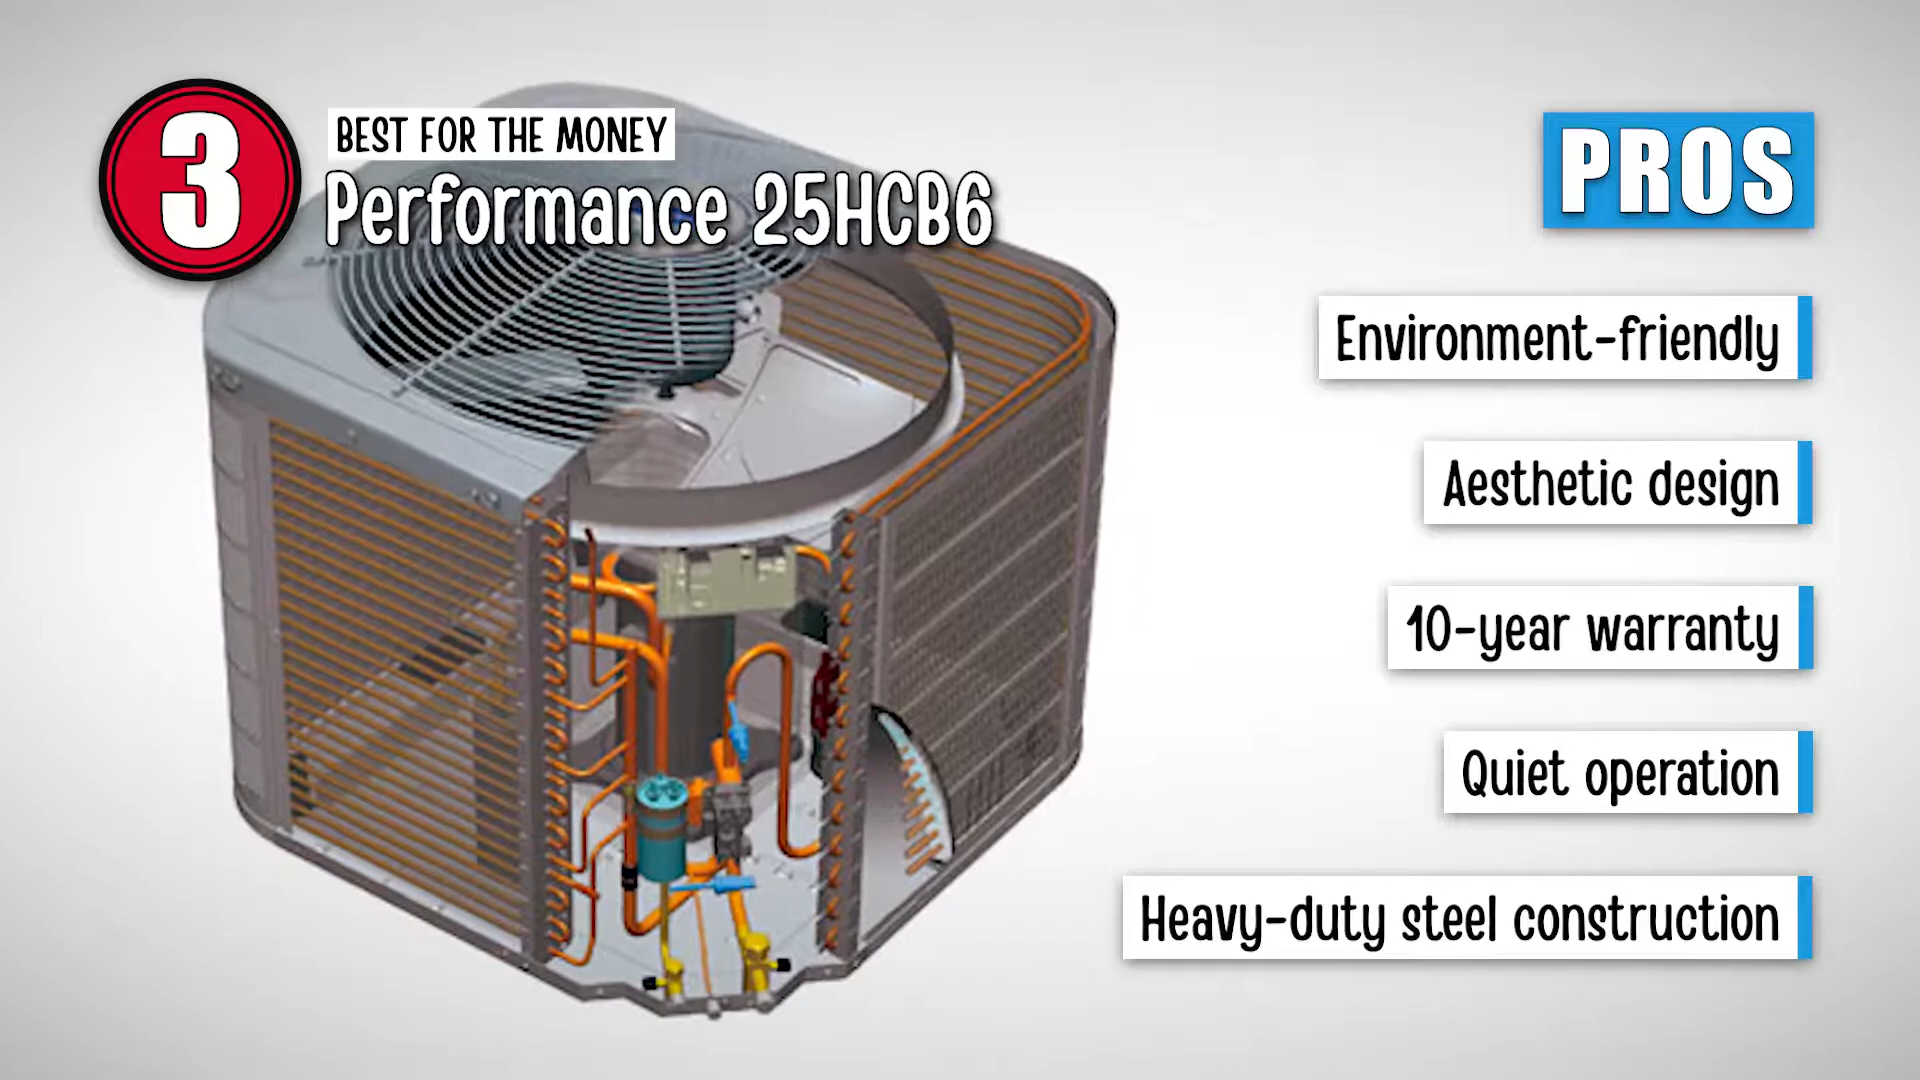 3
BEST FOR THE MONEY
Performance 25HCB6
PROS
Environment-friendly
Aesthetic design
10-year warranty
Quiet operation
Heavy-duty steel construction